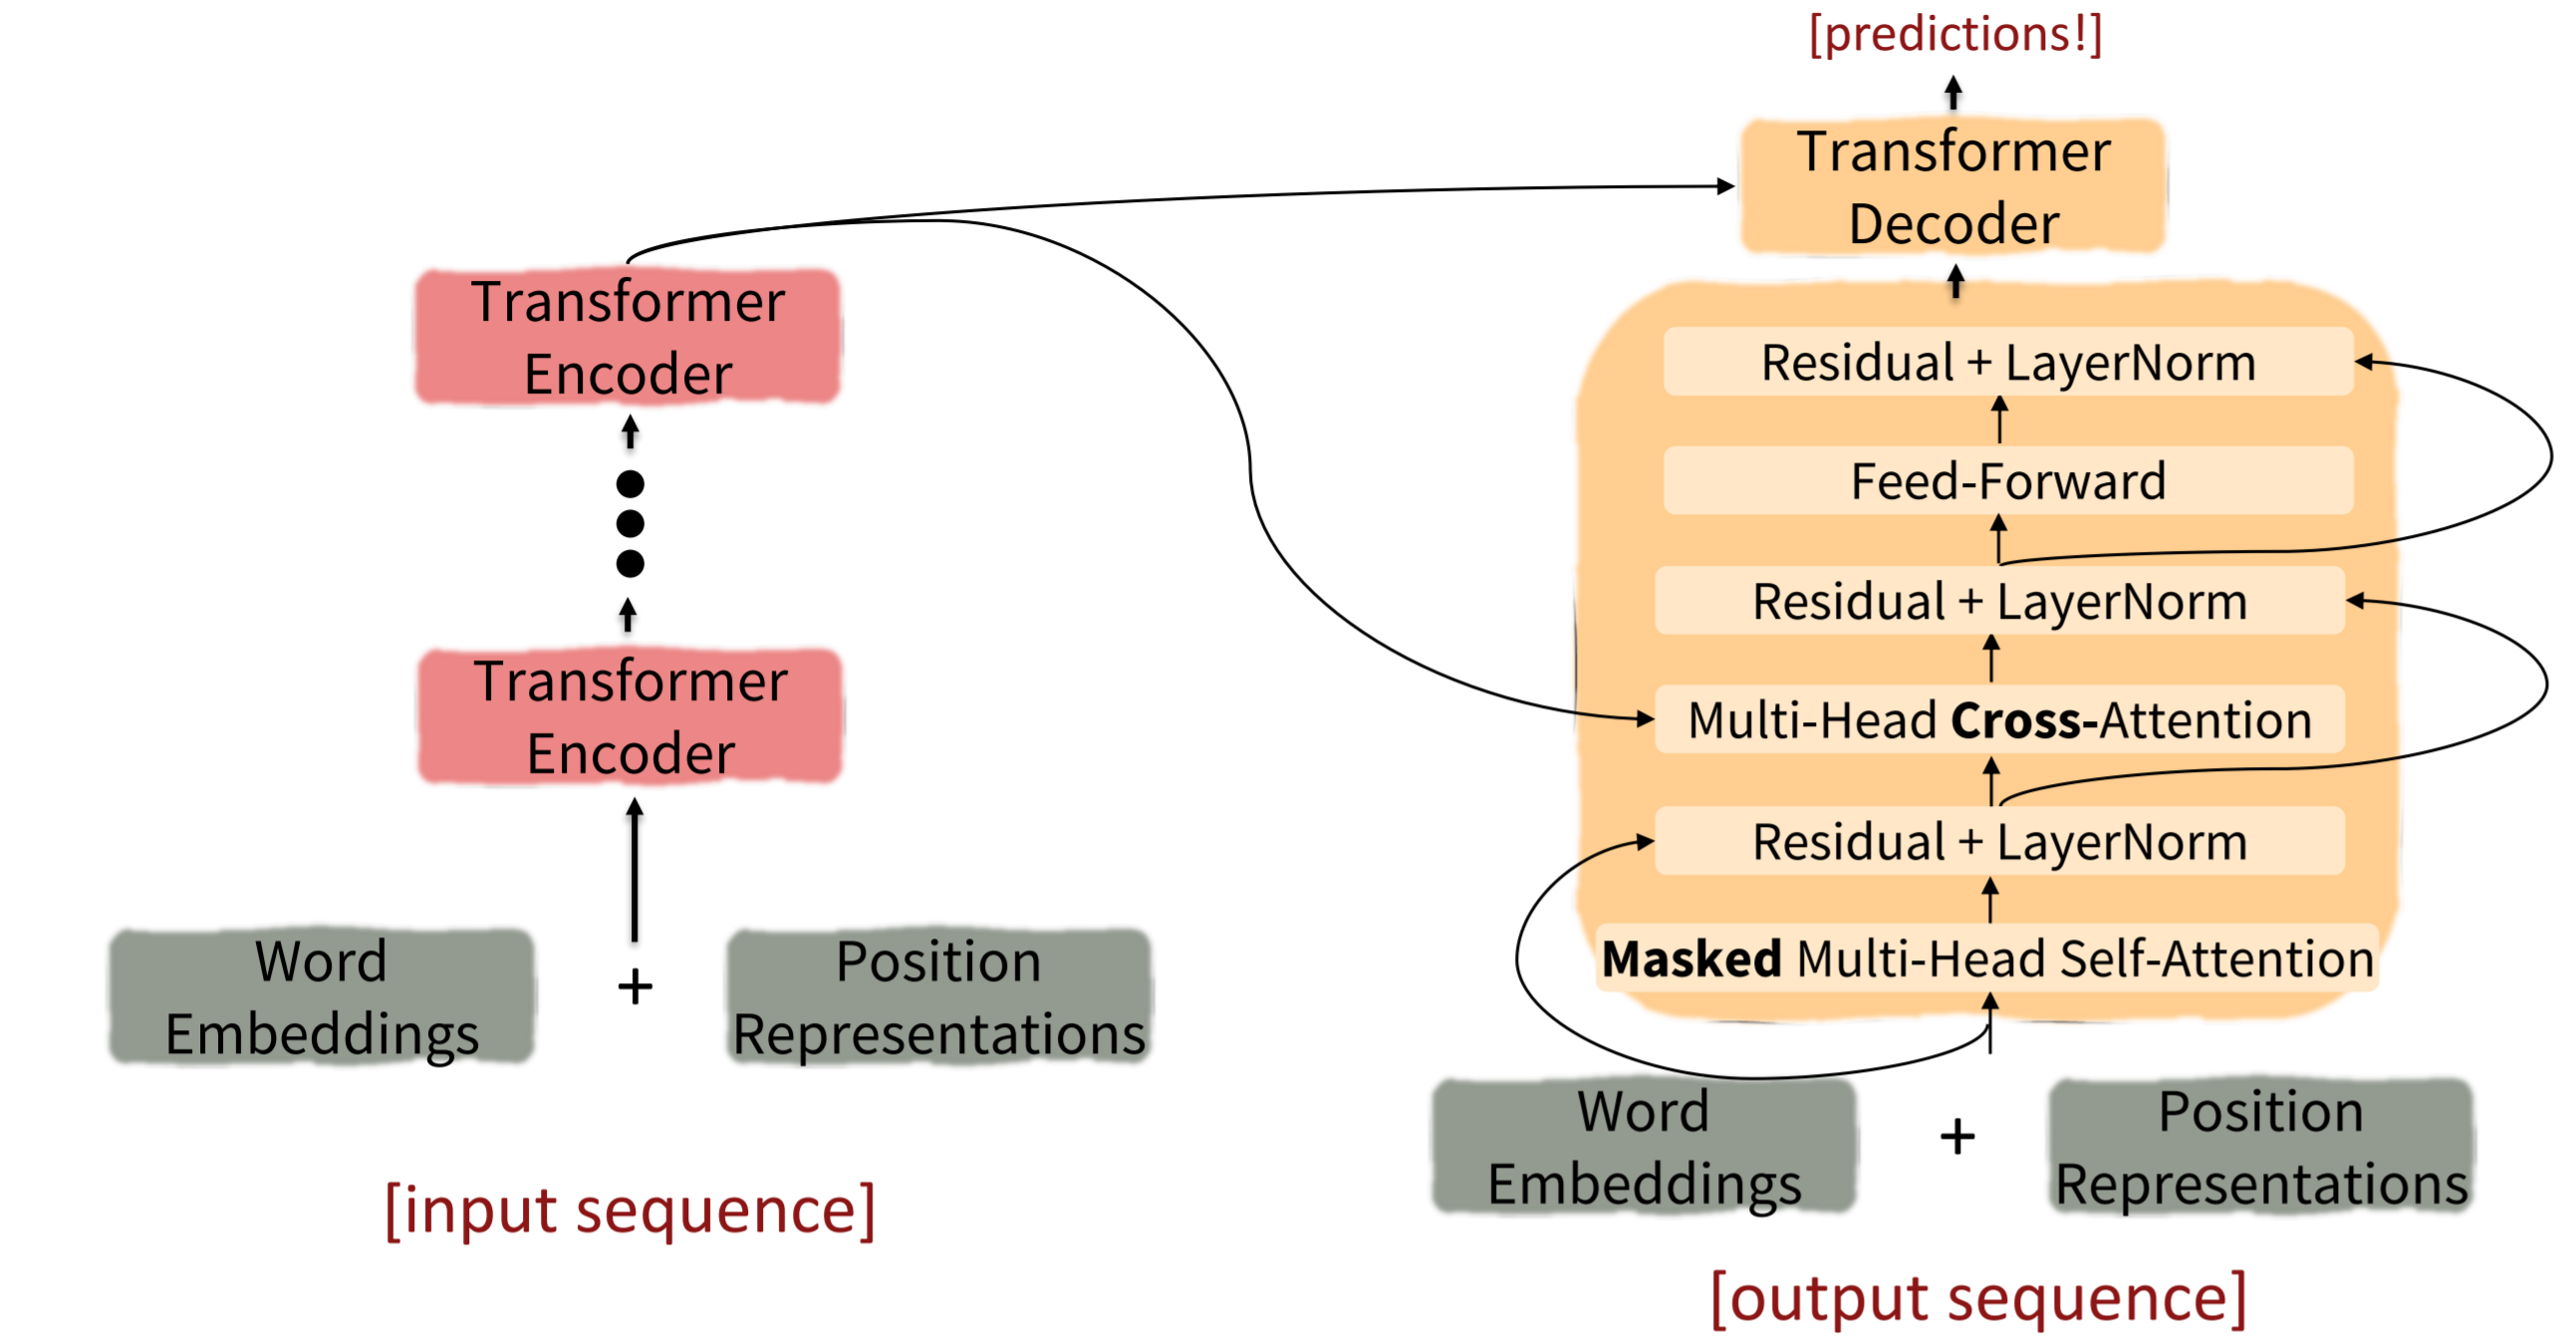 [predictions!]
Transformer
Decoder
Transformer
Encoder
Residual + LayerNorm
Feed-Forward
Residual + LayerNorm
Transformer
Encoder
Multi-Head Cross-Attention
Residual + LayerNorm
Masked Multi-Head Self-Attention
Word
Embeddings
+
Position
Representations
[input sequence]
Word
Embeddings
+
Position
Representations
[output sequence]